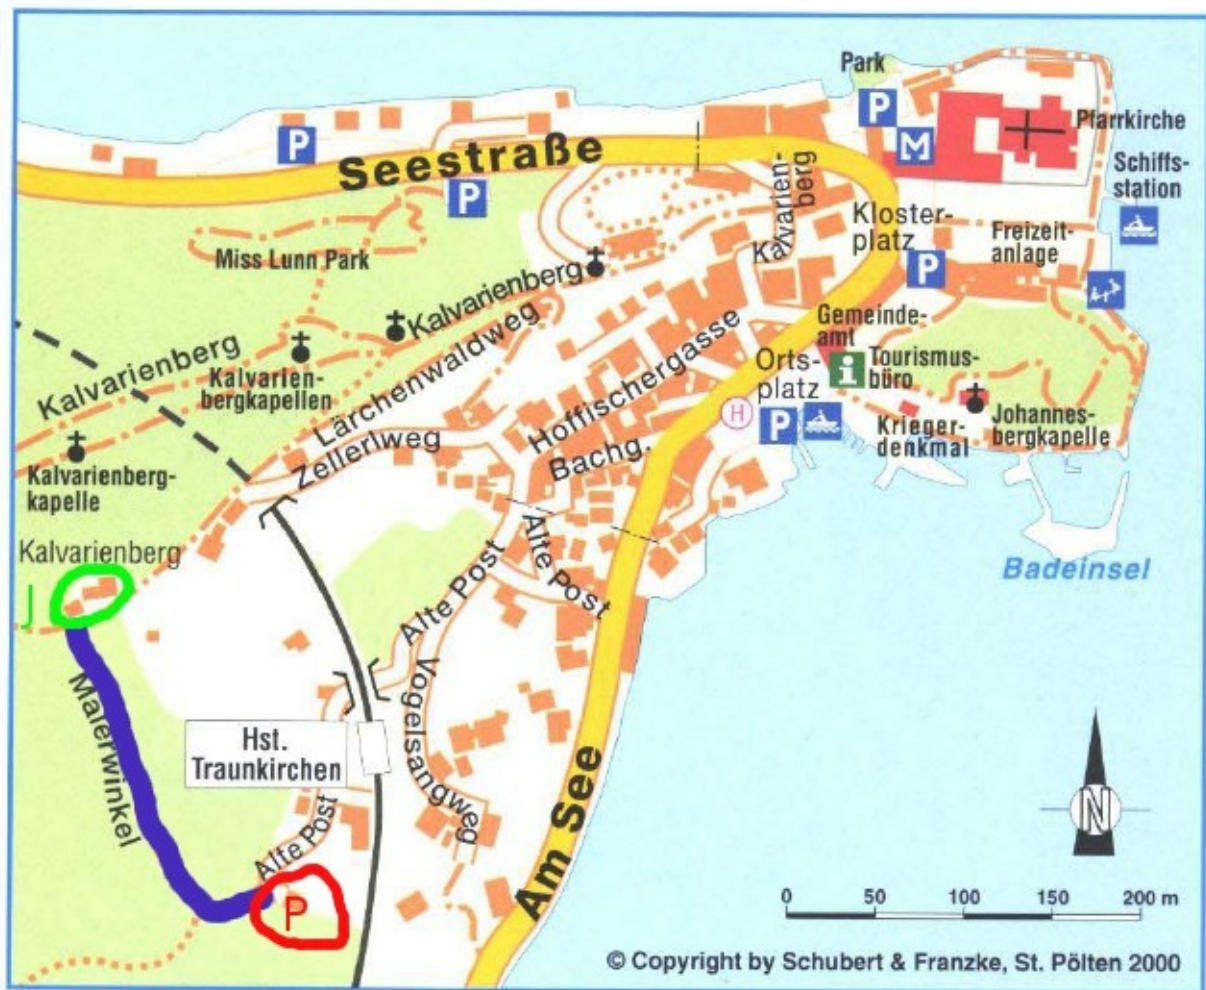 Park
P
P
M
Pfarrkirche
Seestraße
Schiffs-
station
P
Kalvarien-
berg
Kloster-
platz
Freizeit-
anlage
Miss Lunn Park
P
Kalvarienberg
Gemeinde-
amt
Kalvarienberg
Kalvarien-
bergkapellen
Lärchenwaldweg
Hoffischergasse
Orts-
platz
i
Tourismus-
büro
H
P
Krieger-
denkmal
Johannes-
bergkapelle
Zellerlweg
Bachg.
Kalvarienberg-
kapelle
Kalvarienberg
Alte Post
Alte Post
Badeinsel
J
Malerwinkel
Vogelsangweg
Hst.
Traunkirchen
Am See
Alte Post
P
N
0 50 100 150 200 m
© Copyright by Schubert & Franzke, St. Pölten 2000